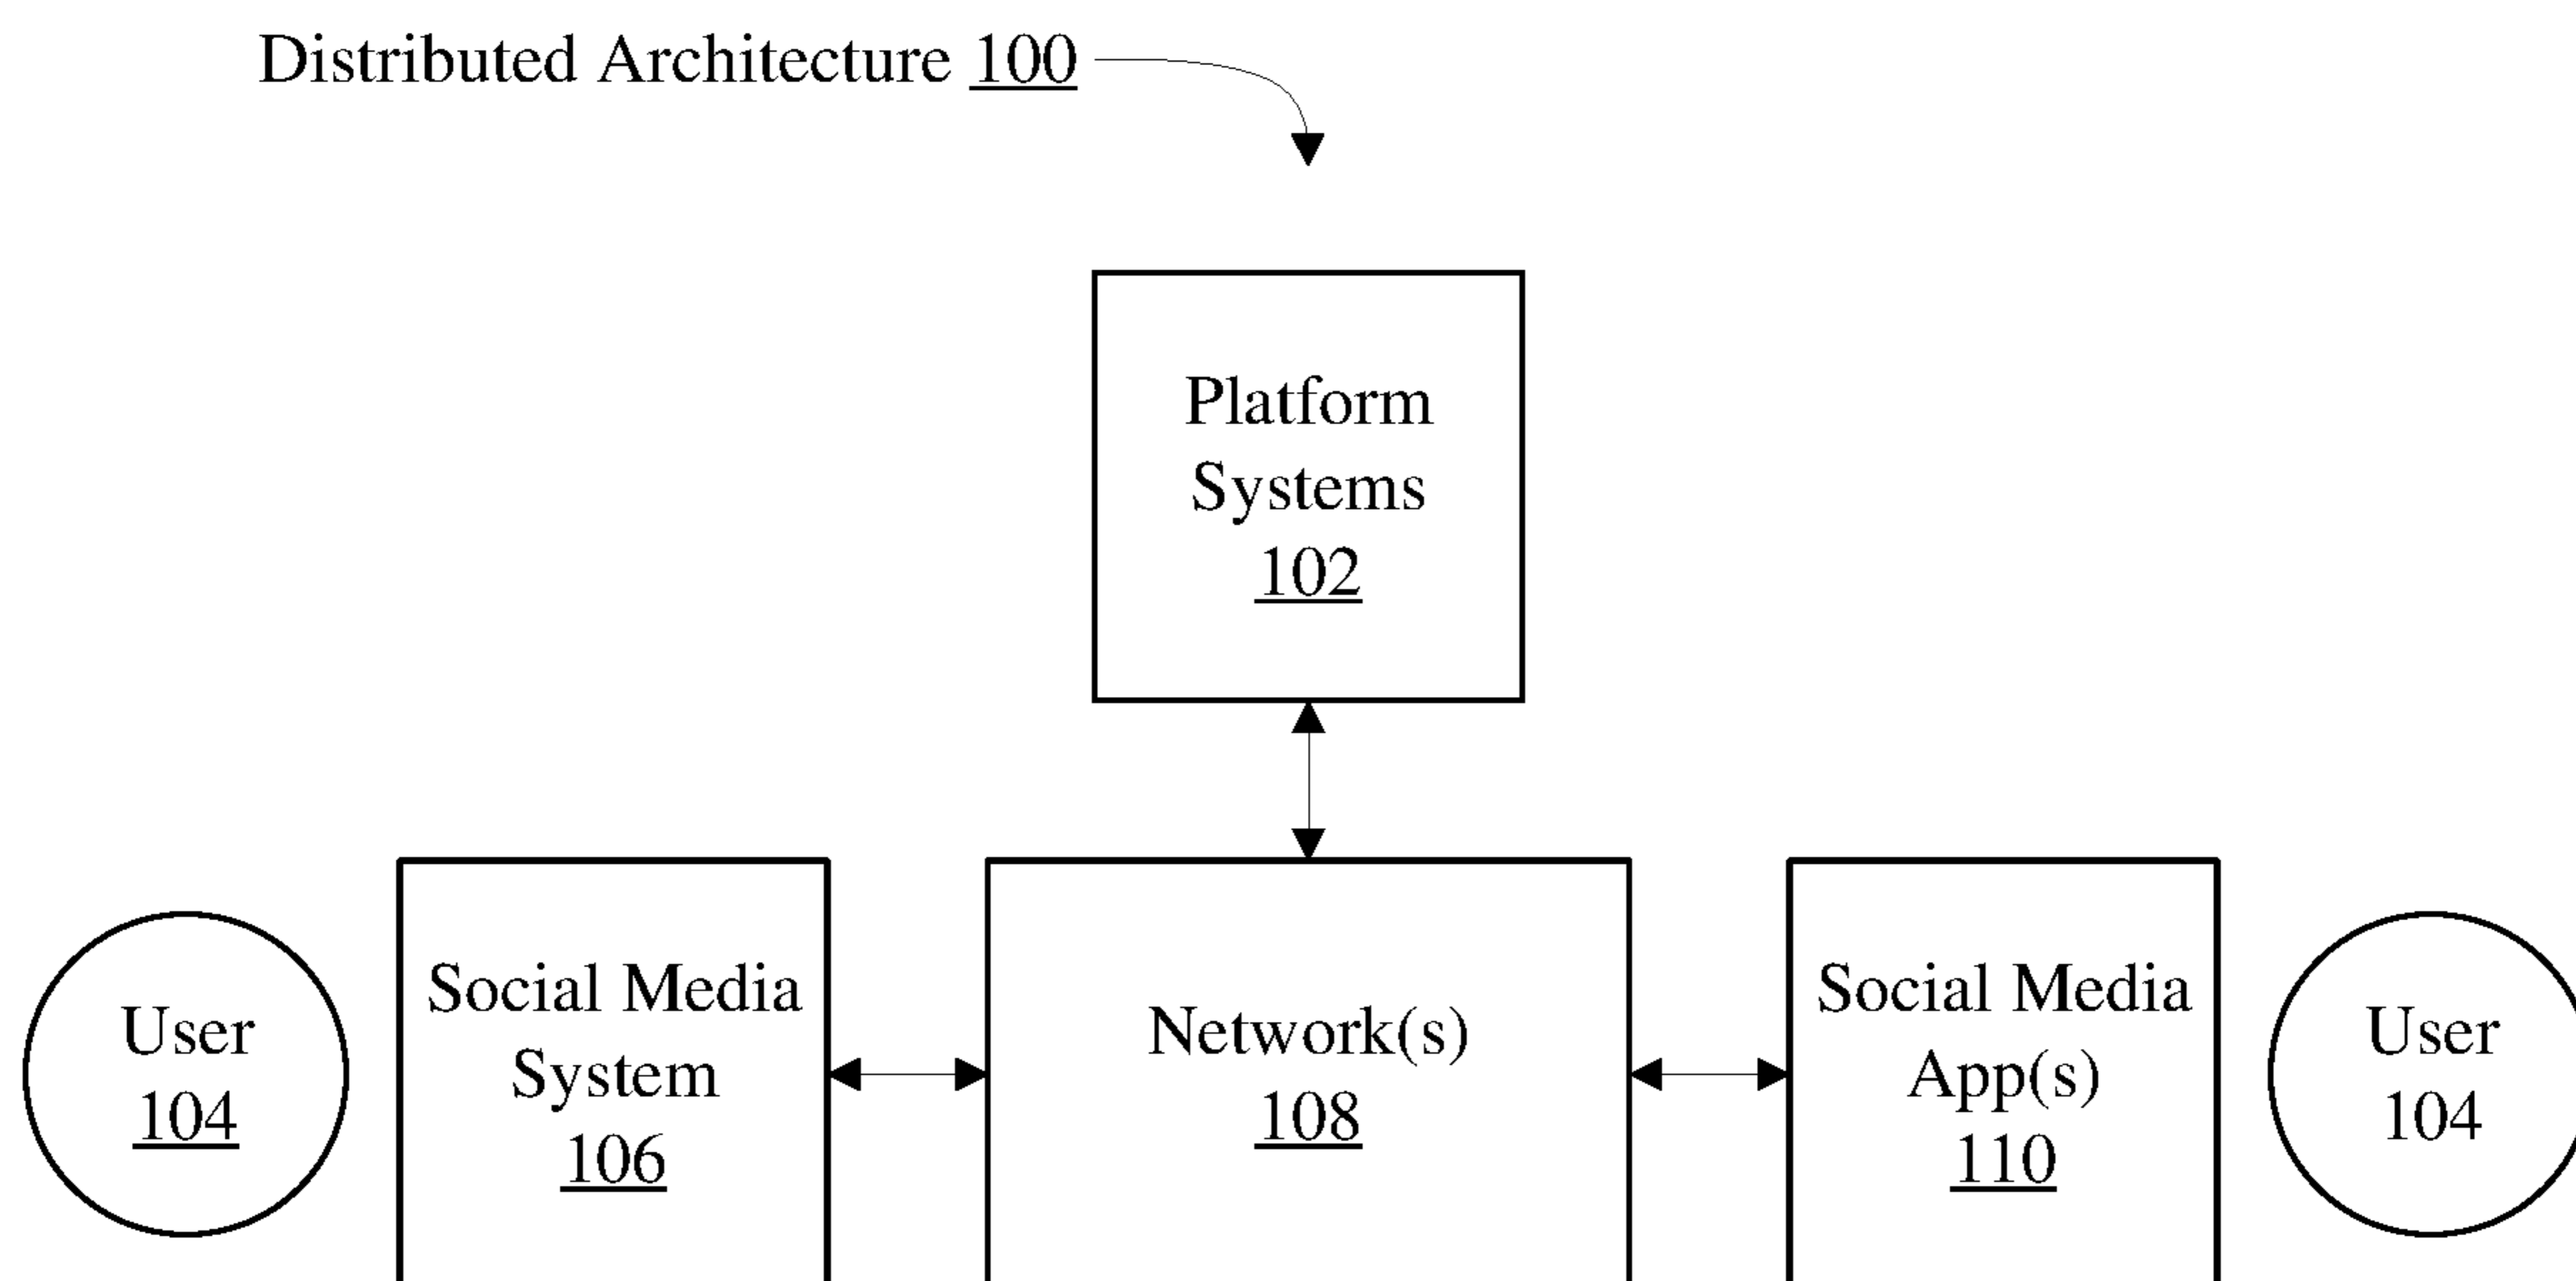 Distributed Architecture 100
Platform
Systems
102
User
104
Social Media
System
106
Network(s)
108
Social Media
App(s)
110
User
104